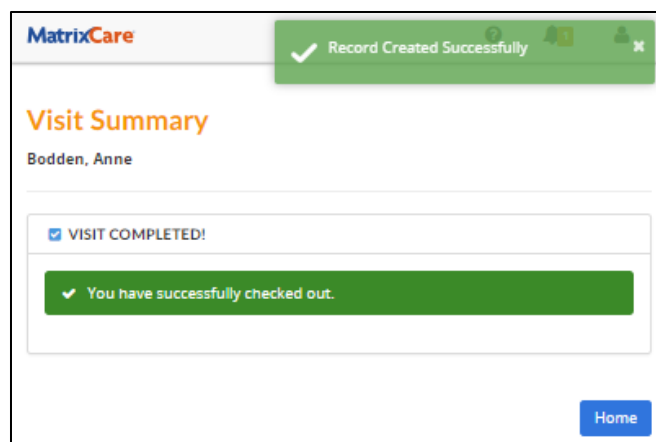 MatrixCare
Record Created Successfully
Visit Summary
Bodden, Anne
VISIT COMPLETED!
You have successfully checked out.
Home